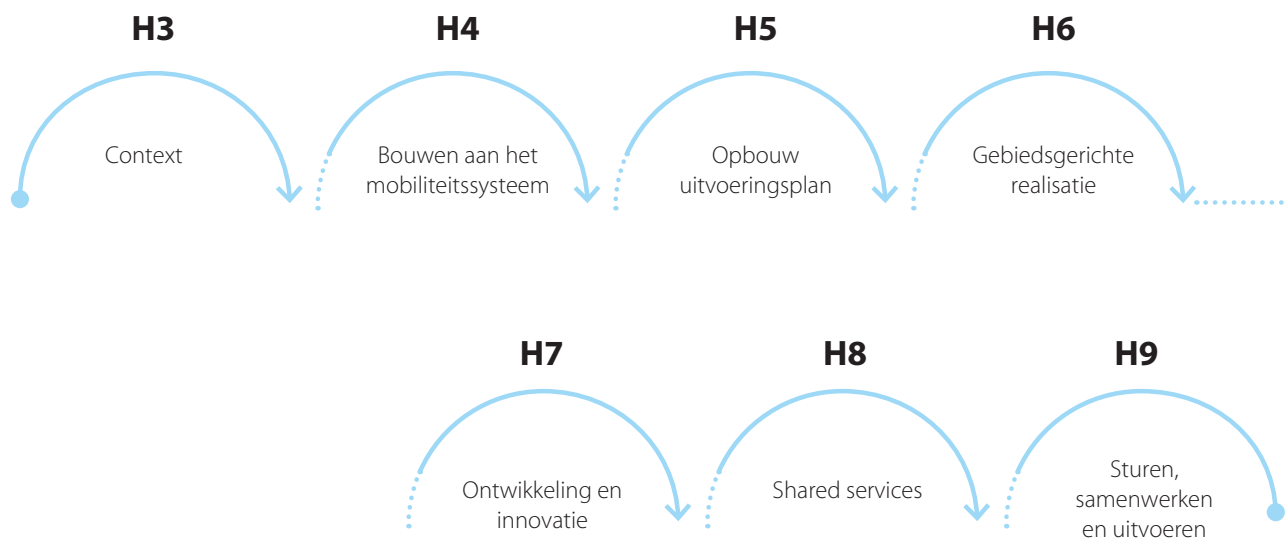 H3
H4
H5
H6
Context
Bouwen aan het
mobiliteitssysteem
Opbouw
uitvoeringsplan
Gebiedsgerichte
realisatie
H7
H8
H9
Ontwikkeling en
innovatie
Shared services
Sturen,
samenwerken
en uitvoeren